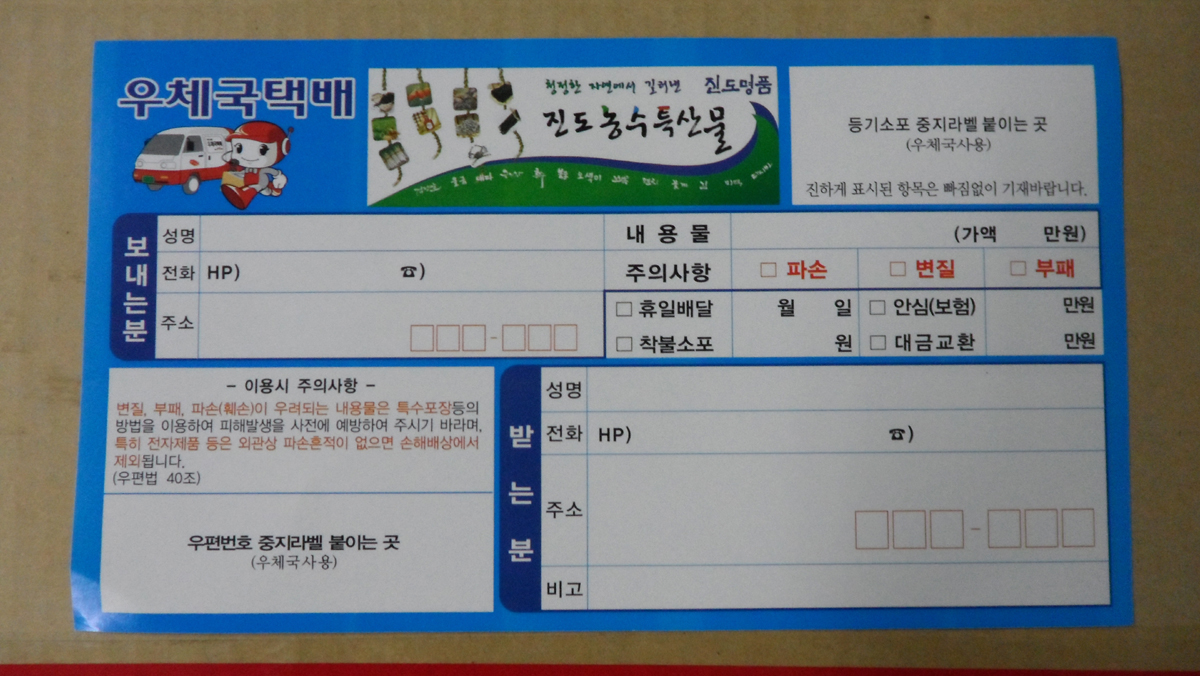 우체국택배
청정한 자연에서 길러낸 진도명품
진도 농수특산물
등기소포 중지라벨 붙이는 곳
(우체국사용)
진하게 표시된 항목은 빠짐없이 기재바랍니다.
보내는분
성명
내 용 물 (가액 만원)
전화 HP) ☎)
주의사항 □ 파손 □ 변질 □ 부패
주소
□ 휴일배달 월 일 □ 안심(보험) 만원
□ 착불소포 원 □ 대금교환 만원
- 이용시 주의사항 -
변질, 부패, 파손(훼손)이 우려되는 내용물은 특수포장등의
방법을 이용하여 피해발생을 사전에 예방하여 주시기 바라며,
특히 전자제품 등은 외관상 파손흔적이 없으면 손해배상에서
제외됩니다.
(우편법 40조)
우편번호 중지라벨 붙이는 곳
(우체국사용)
받는분
성명
전화 HP) ☎)
주소
비고